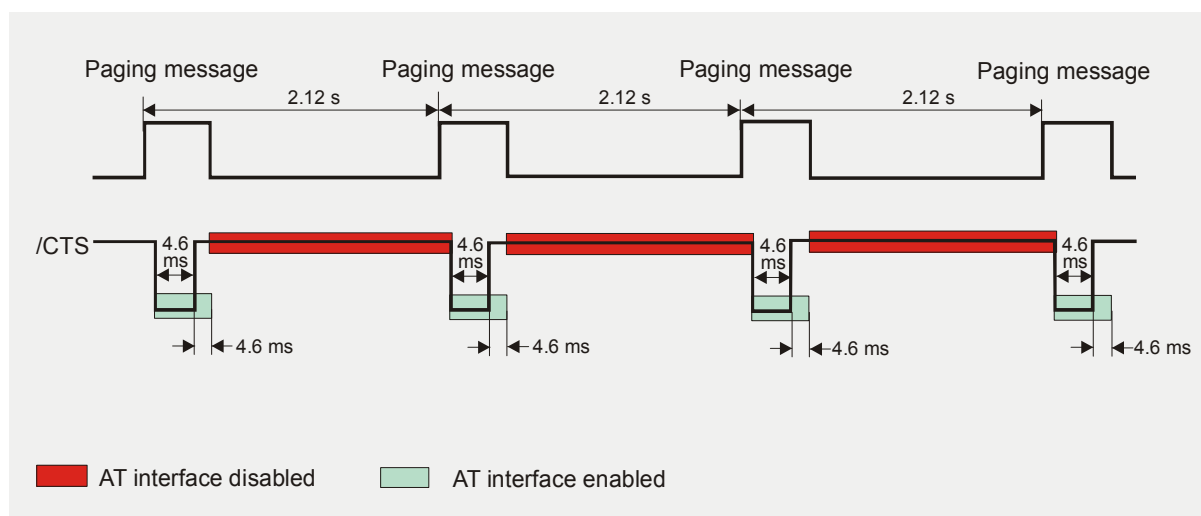 Paging message Paging message Paging message Paging message
2.12 s 2.12 s 2.12 s
/CTS
4.6
ms
4.6
ms
4.6
ms
4.6
ms
4.6 ms 4.6 ms 4.6 ms 4.6 ms
AT interface disabled AT interface enabled